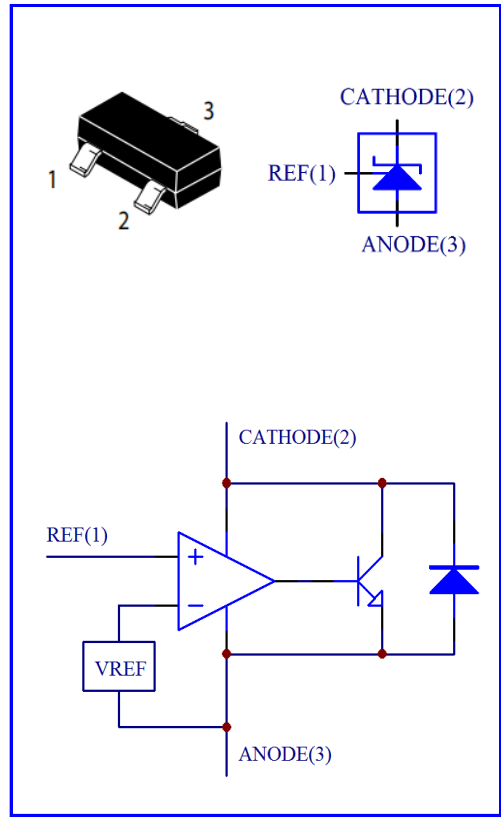 3
1
2
CATHODE(2)
REF(1)
ANODE(3)
CATHODE(2)
REF(1)
+
−
VREF
ANODE(3)